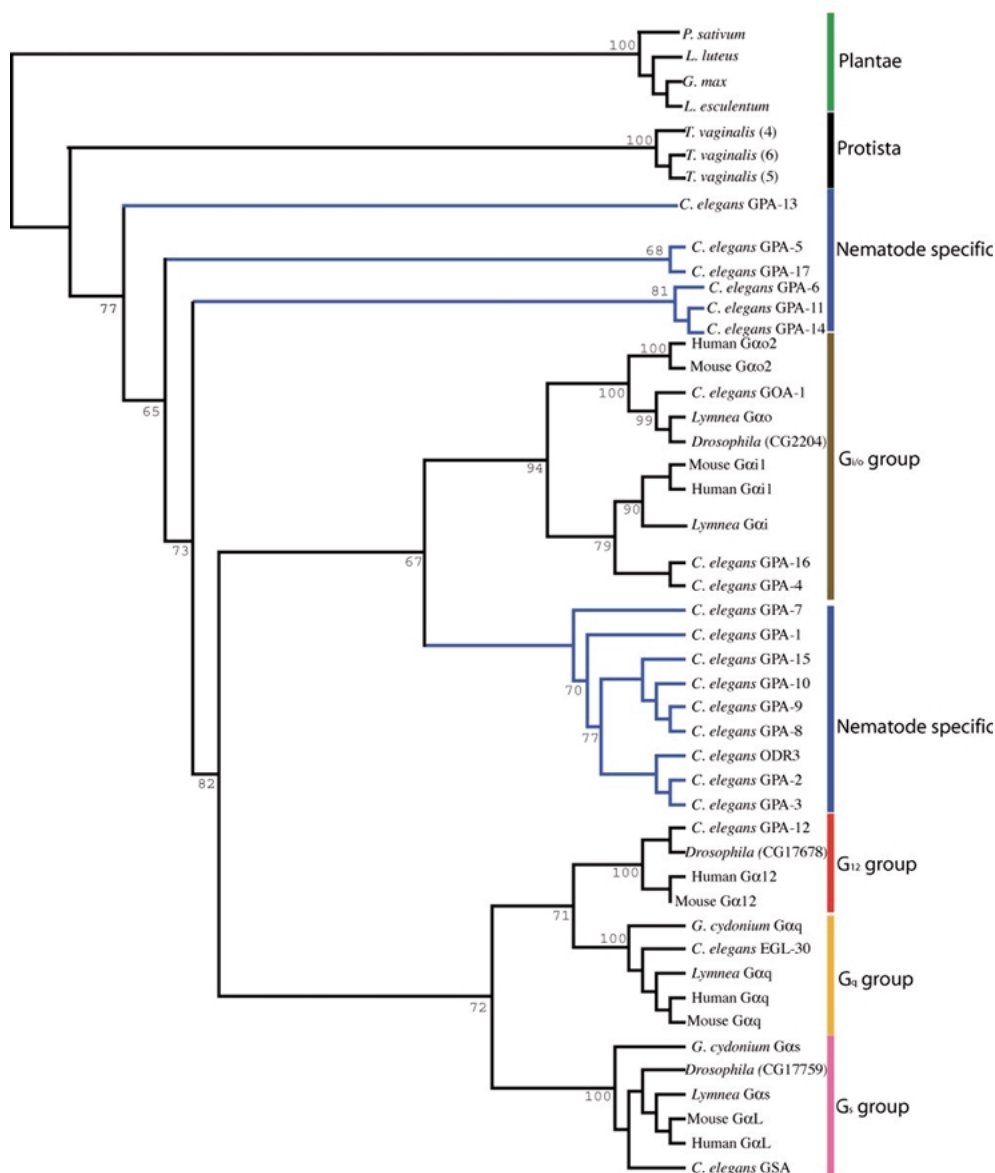 100
P. sativum
L. luteus
G. max
L. esculentum
Plantae
100
T. vaginalis (4)
T. vaginalis (6)
T. vaginalis (5)
Protista
C. elegans GPA-13
77
68
C. elegans GPA-5
C. elegans GPA-17
Nematode specific
81
C. elegans GPA-6
C. elegans GPA-11
C. elegans GPA-14
65
100
Human Gαo2
Mouse Gαo2
100
C. elegans GOA-1
99
Lymnea Gαo
Drosophila (CG2204)
94
Gi/o group
Mouse Gαi1
Human Gαi1
90
Lymnea Gαi
79
73
67
C. elegans GPA-16
C. elegans GPA-4
C. elegans GPA-7
C. elegans GPA-1
C. elegans GPA-15
70
C. elegans GPA-10
C. elegans GPA-9
C. elegans GPA-8
77
Nematode specific
C. elegans ODR3
C. elegans GPA-2
C. elegans GPA-3
82
C. elegans GPA-12
Drosophila (CG17678)
100
Human Gα12
Mouse Gα12
G12 group
71
G. cydonium Gαq
100
C. elegans EGL-30
Lymnea Gαq
Human Gαq
Mouse Gαq
Gq group
72
G. cydonium Gαs
Drosophila (CG17759)
100
Lymnea Gαs
Mouse GαL
Human GαL
C. elegans GSA
Gs group